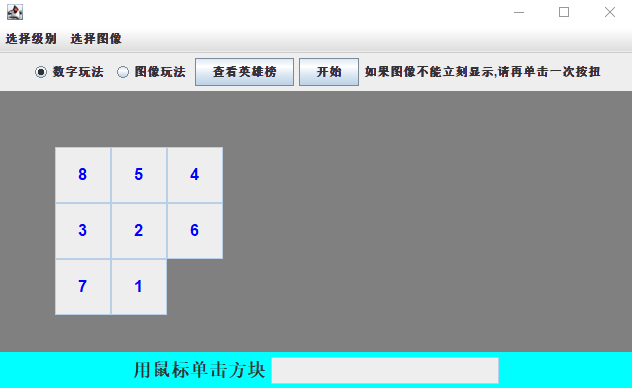 选择级别 选择图像
数字玩法 图像玩法 查看英雄榜 开始 如果图像不能立刻显示,请再单击一次按扭
8 5 4
3 2 6
7 1
用鼠标单击方块